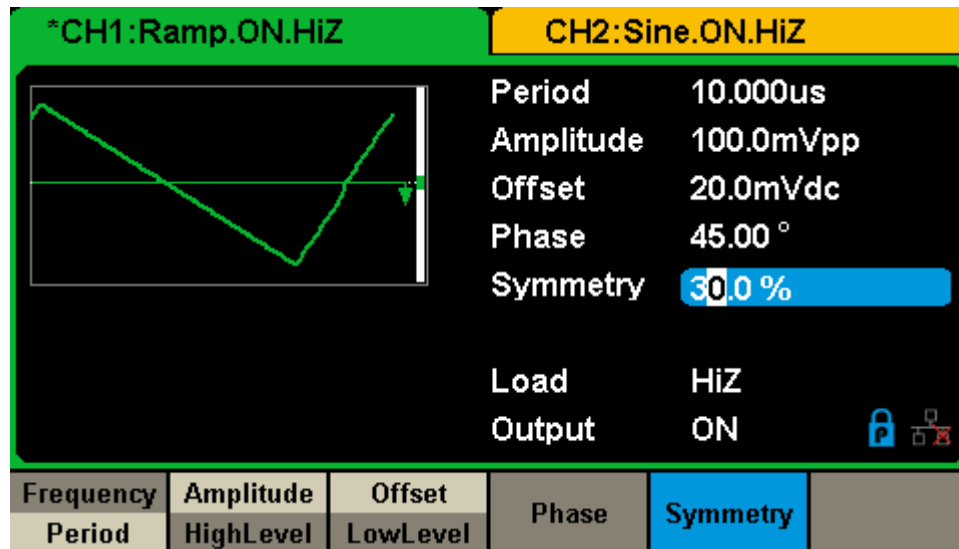 *CH1:Ramp.ON.HiZ CH2:Sine.ON.HiZ
Period 10.000us
Amplitude 100.0mVpp
Offset 20.0mVdc
Phase 45.00 °
Symmetry 30.0 %
Load HiZ
Output ON P
Frequency Amplitude Offset Phase Symmetry
Period HighLevel LowLevel